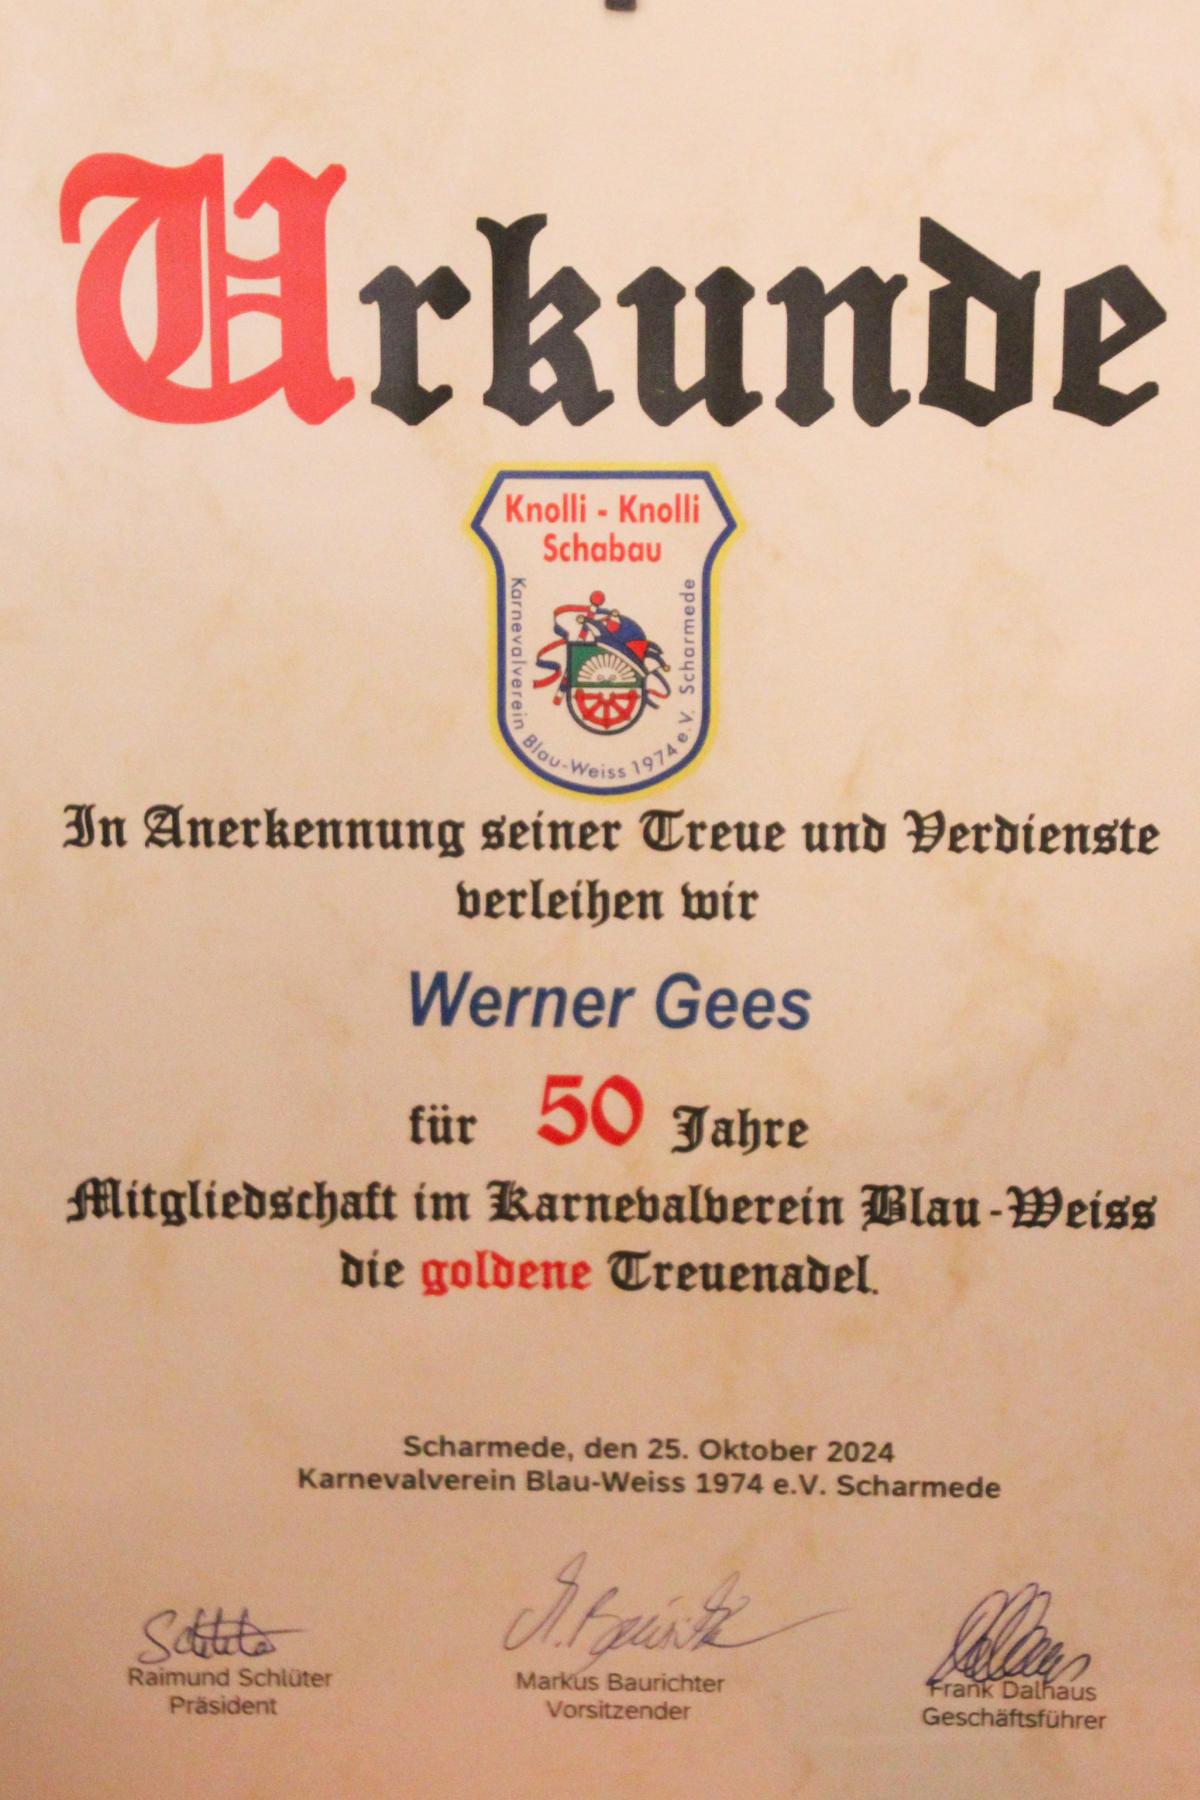 Urkunde
Knolli - Knolli
Schabau
Karnevalverein Blau-Weiss 1974 e.V. Scharmede
In Anerkennung seiner Treue und Verdienste
verleihen wir
Werner Gees
für 50 Jahre
Mitgliedschaft im Karnevalverein Blau-Weiss
die goldene Treuenadel.
Scharmede, den 25. Oktober 2024
Karnevalverein Blau-Weiss 1974 e.V. Scharmede
Raimund Schlüter
Präsident
Markus Baurichter
Vorsitzender
Frank Dalhaus
Geschäftsführer